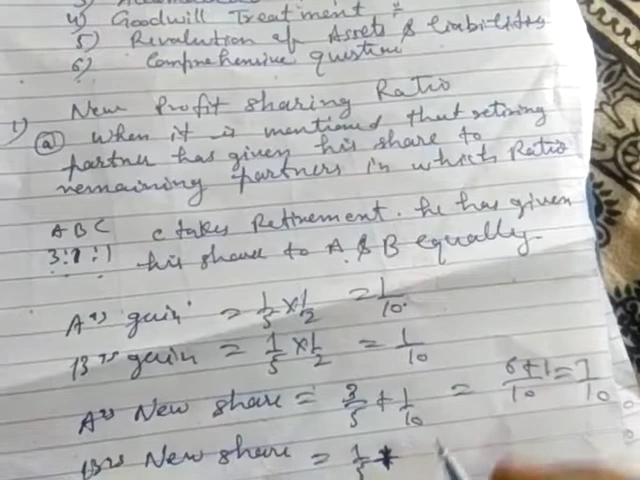 4) Goodwill Treatment
5) Revaluation of Assets & liabilities
6) Comprehensive question
1) New Profit sharing Ratio
(a) when it is mentioned that retiring
partner has given his share to
remaining partners in which Ratio
A B C C takes Retirement. he has given
3:1:1 his share to A & B equally
A's gain = 1/5 × 1/2 = 1/10
B's gain = 1/5 × 1/2 = 1/10
A's New share = 3/5 + 1/10 = 6+1/10 = 7/10
B's New share = 1/5 +